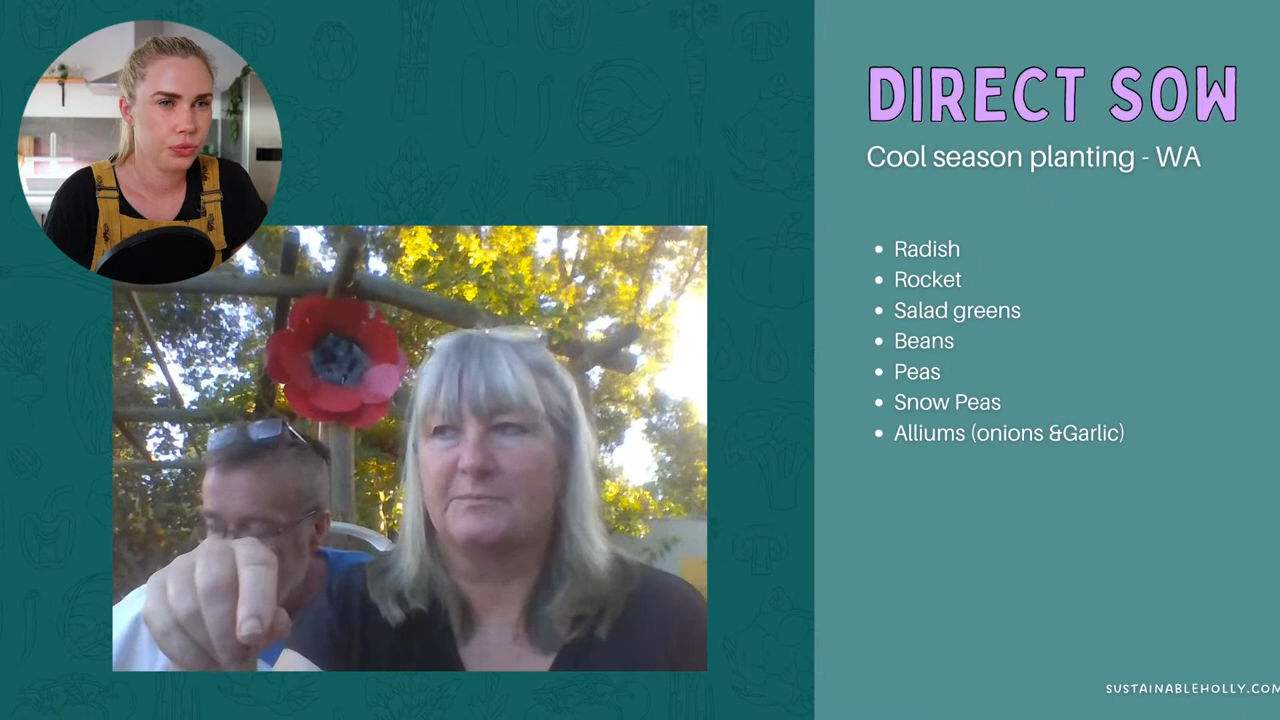 DIRECT SOW
Cool season planting - WA
Radish
Rocket
Salad greens
Beans
Peas
Snow Peas
Alliums (onions &Garlic)
SUSTAINABLEHOLLY.COM